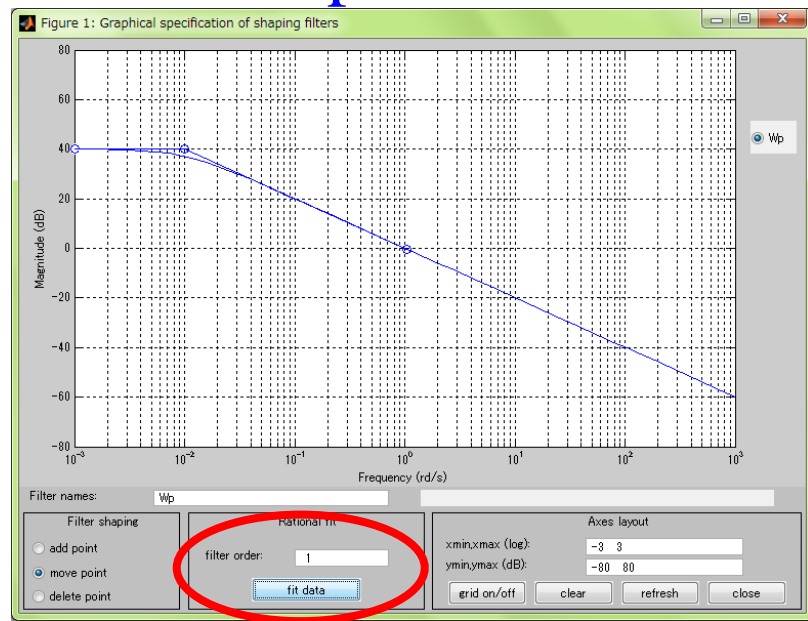 Figure 1: Graphical specification of shaping filters
80
60
40
20
0
-20
-40
-60
-80
Magnitude (dB)
10^-3
10^-2
10^-1
10^0
10^1
10^2
10^3
Frequency (rd/s)
Wp
Filter names:
Wp
Filter shaping
add point
move point
delete point
Rational fit
filter order:
1
fit data
Axes layout
xmin,xmax (log):
-3 3
ymin,ymax (dB):
-80 80
grid on/off
clear
refresh
close